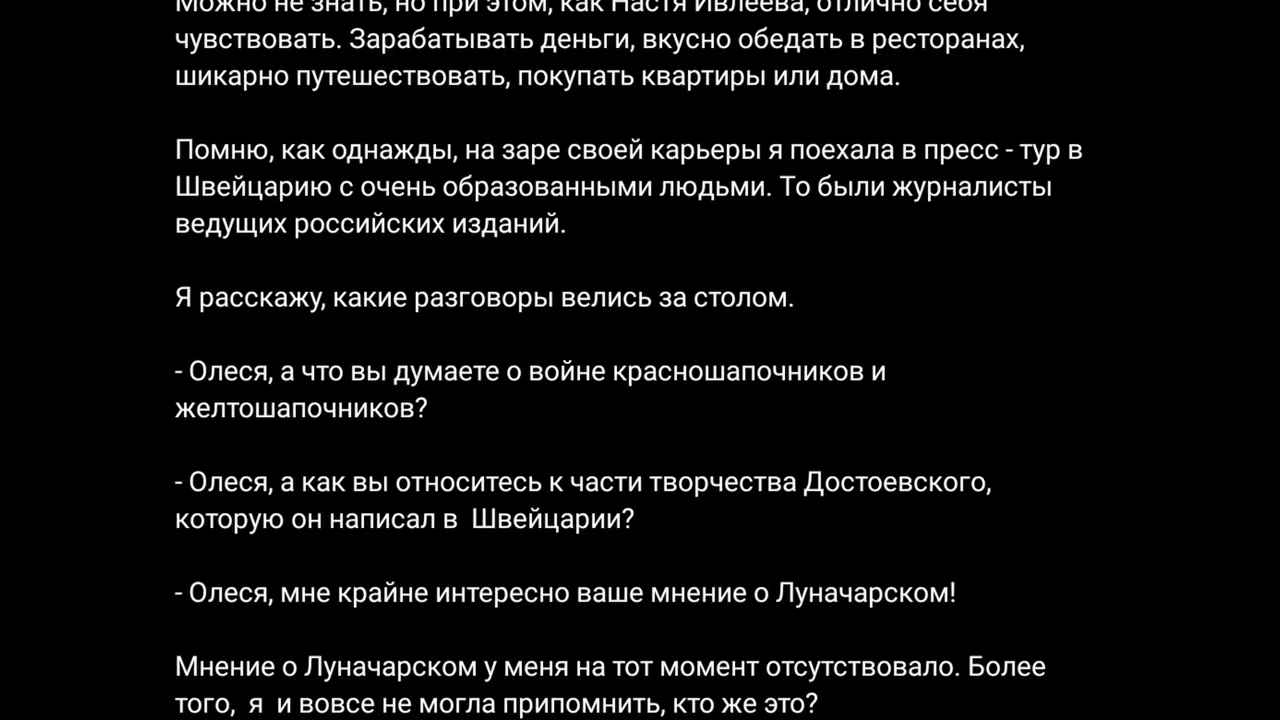 Можно не знать, но при этом, как Настя Ивлеева, отлично себя
чувствовать. Зарабатывать деньги, вкусно обедать в ресторанах,
шикарно путешествовать, покупать квартиры или дома.
Помню, как однажды, на заре своей карьеры я поехала в пресс - тур в
Швейцарию с очень образованными людьми. То были журналисты
ведущих российских изданий.
Я расскажу, какие разговоры велись за столом.
- Олеся, а что вы думаете о войне красношапочников и
желтошапочников?
- Олеся, а как вы относитесь к части творчества Достоевского,
которую он написал в  Швейцарии?
- Олеся, мне крайне интересно ваше мнение о Луначарском!
Мнение о Луначарском у меня на тот момент отсутствовало. Более
того,  я  и вовсе не могла припомнить, кто же это?